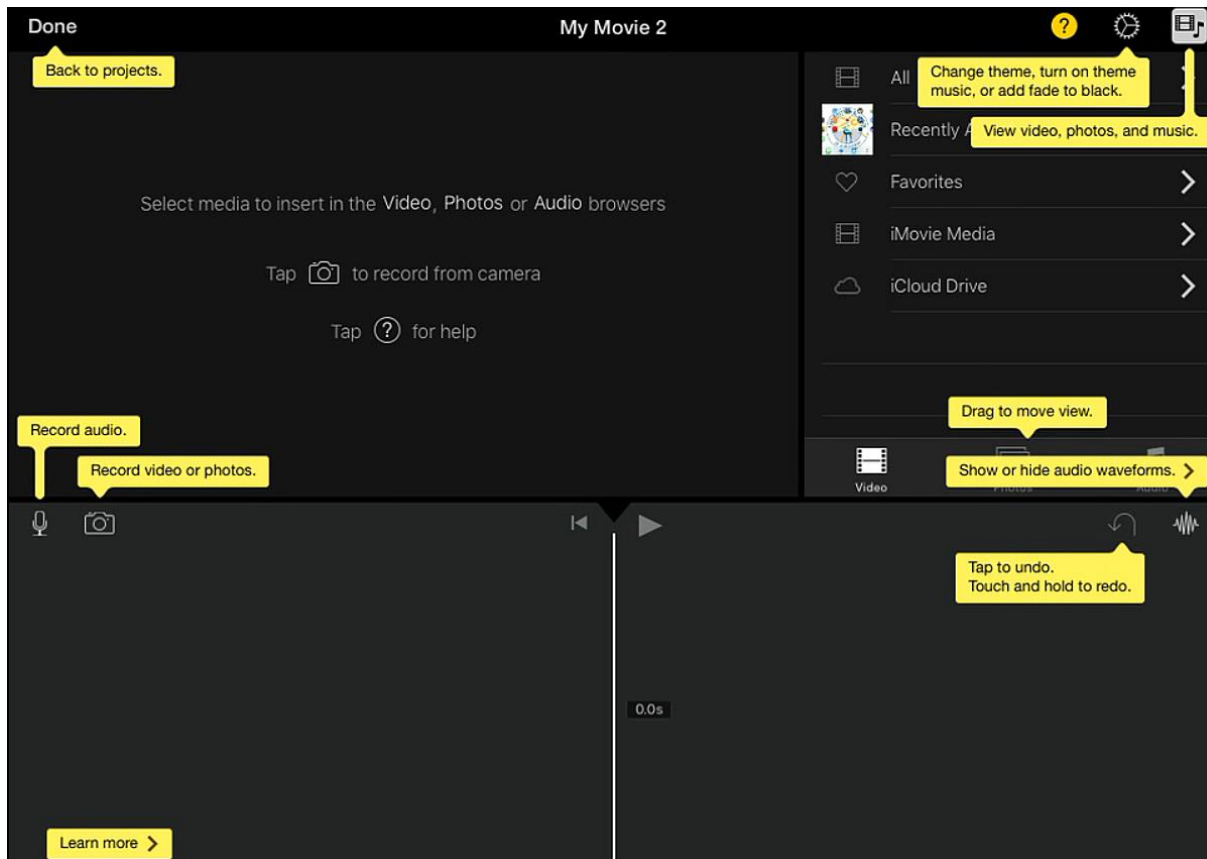 Done
My Movie 2
?
Back to projects.
Change theme, turn on theme
music, or add fade to black.
All
Recently A
View video, photos, and music.
Favorites
iMovie Media
iCloud Drive
Select media to insert in the Video, Photos or Audio browsers
Tap to record from camera
Tap ? for help
Drag to move view.
Record audio.
Record video or photos.
Show or hide audio waveforms.
Video
Photos
Audio
Tap to undo.
Touch and hold to redo.
0.0s
Learn more